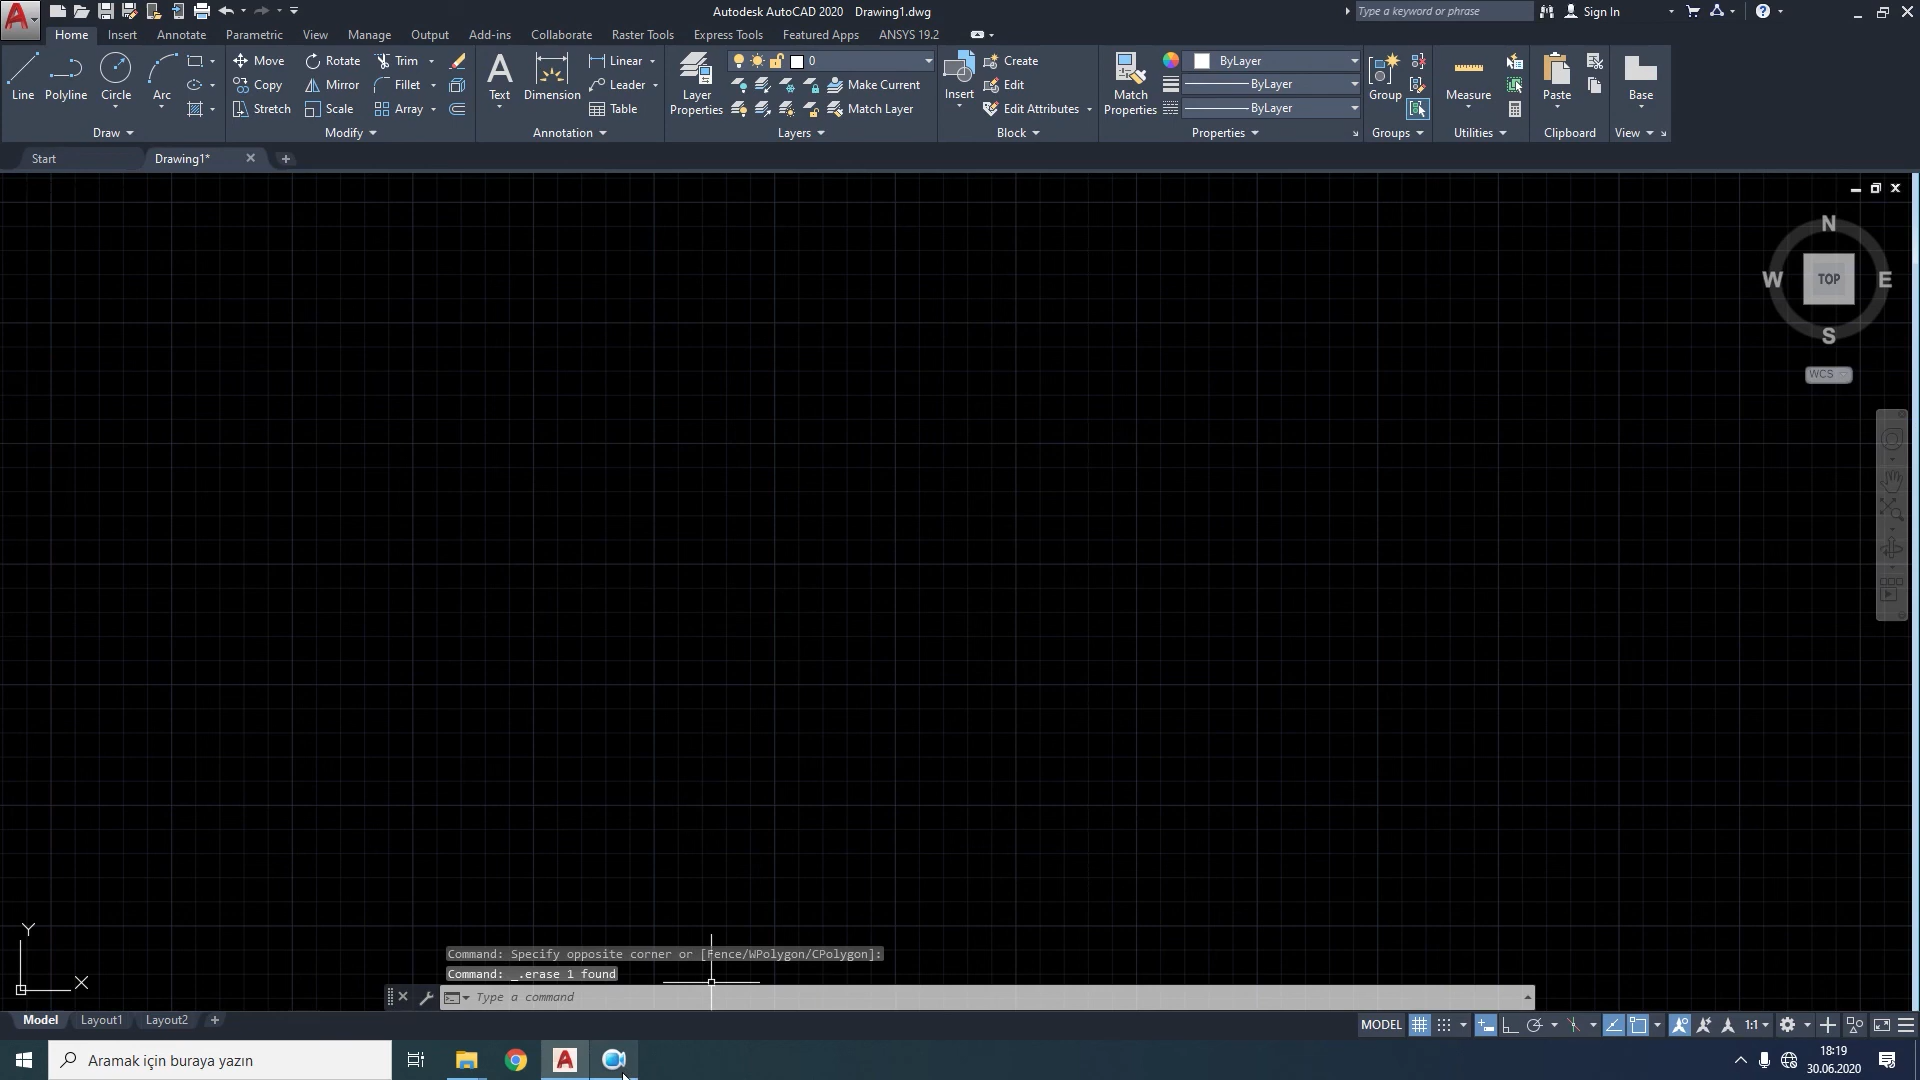 Autodesk AutoCAD 2020 Drawing1.dwg
Type a keyword or phrase
Sign In
Home Insert Annotate Parametric View Manage Output Add-ins Collaborate Raster Tools Express Tools Featured Apps ANSYS 19.2
Line
Polyline
Circle
Arc
Draw
Move Rotate Trim
Copy Mirror Fillet
Stretch Scale Array
Modify
Text
Dimension
Linear
Leader
Table
Annotation
Layer
Properties
0
Make Current
Match Layer
Layers
Insert
Create
Edit
Edit Attributes
Block
Match
Properties
ByLayer
ByLayer
ByLayer
Properties
Group
Groups
Measure
Utilities
Paste
Clipboard
Base
View
Start Drawing1*
N
W TOP E
S
WCS
Y
X
Command: Specify opposite corner or [Fence/WPolygon/CPolygon]:
Command: _.erase 1 found
Type a command
Model Layout1 Layout2
MODEL 1:1
Aramak için buraya yazın
18:19
30.06.2020